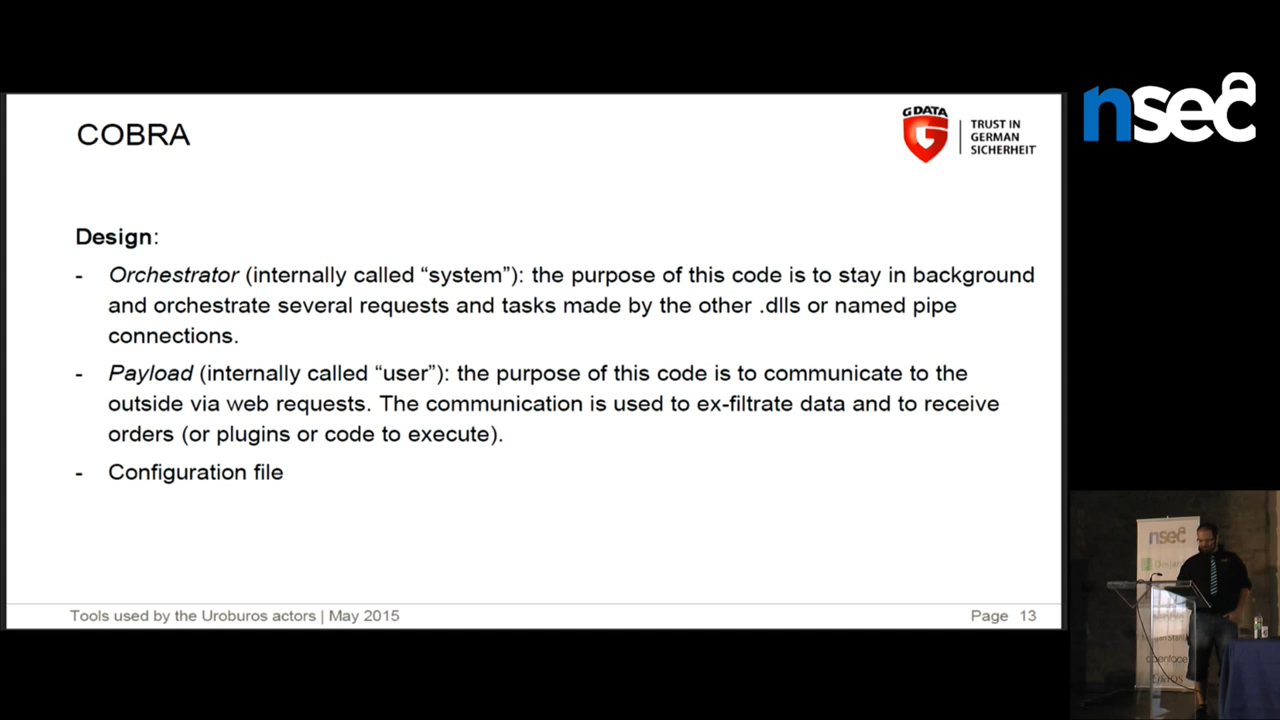 COBRA
G DATA
TRUST IN
GERMAN
SICHERHEIT
nsec
Design:
- Orchestrator (internally called “system”): the purpose of this code is to stay in background
and orchestrate several requests and tasks made by the other .dlls or named pipe
connections.
- Payload (internally called “user”): the purpose of this code is to communicate to the
outside via web requests. The communication is used to ex-filtrate data and to receive
orders (or plugins or code to execute).
- Configuration file
Tools used by the Uroburos actors | May 2015
Page 13
nsec
openface